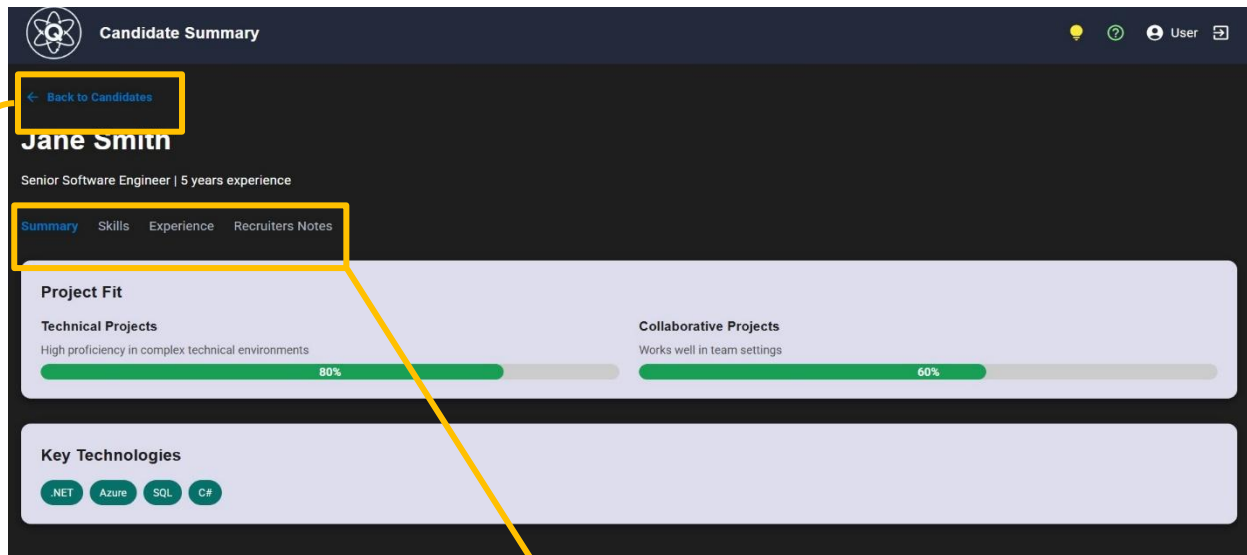 Q
Candidate Summary
User
← Back to Candidates
Jane Smith
Senior Software Engineer | 5 years experience
Summary Skills Experience Recruiters Notes
Project Fit
Technical Projects
High proficiency in complex technical environments
80%
Collaborative Projects
Works well in team settings
60%
Key Technologies
.NET Azure SQL C#